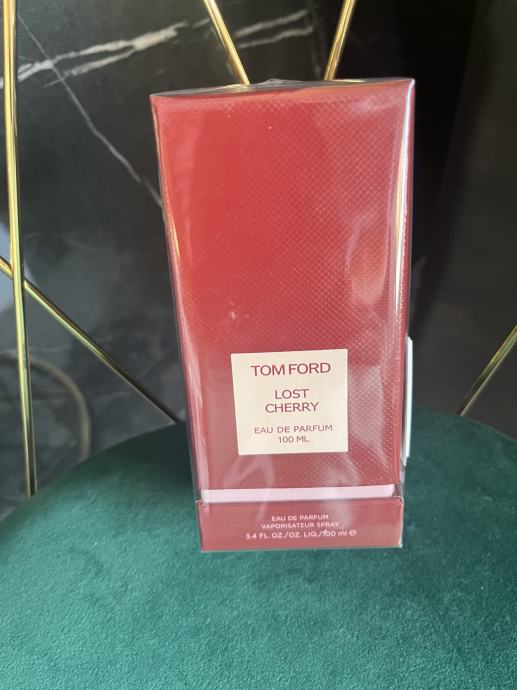 TOM FORD
LOST
CHERRY
EAU DE PARFUM
100 ML
EAU DE PARFUM
VAPORISATEUR SPRAY
3.4 FL. OZ./OZ. LIQ./100 ml ℮